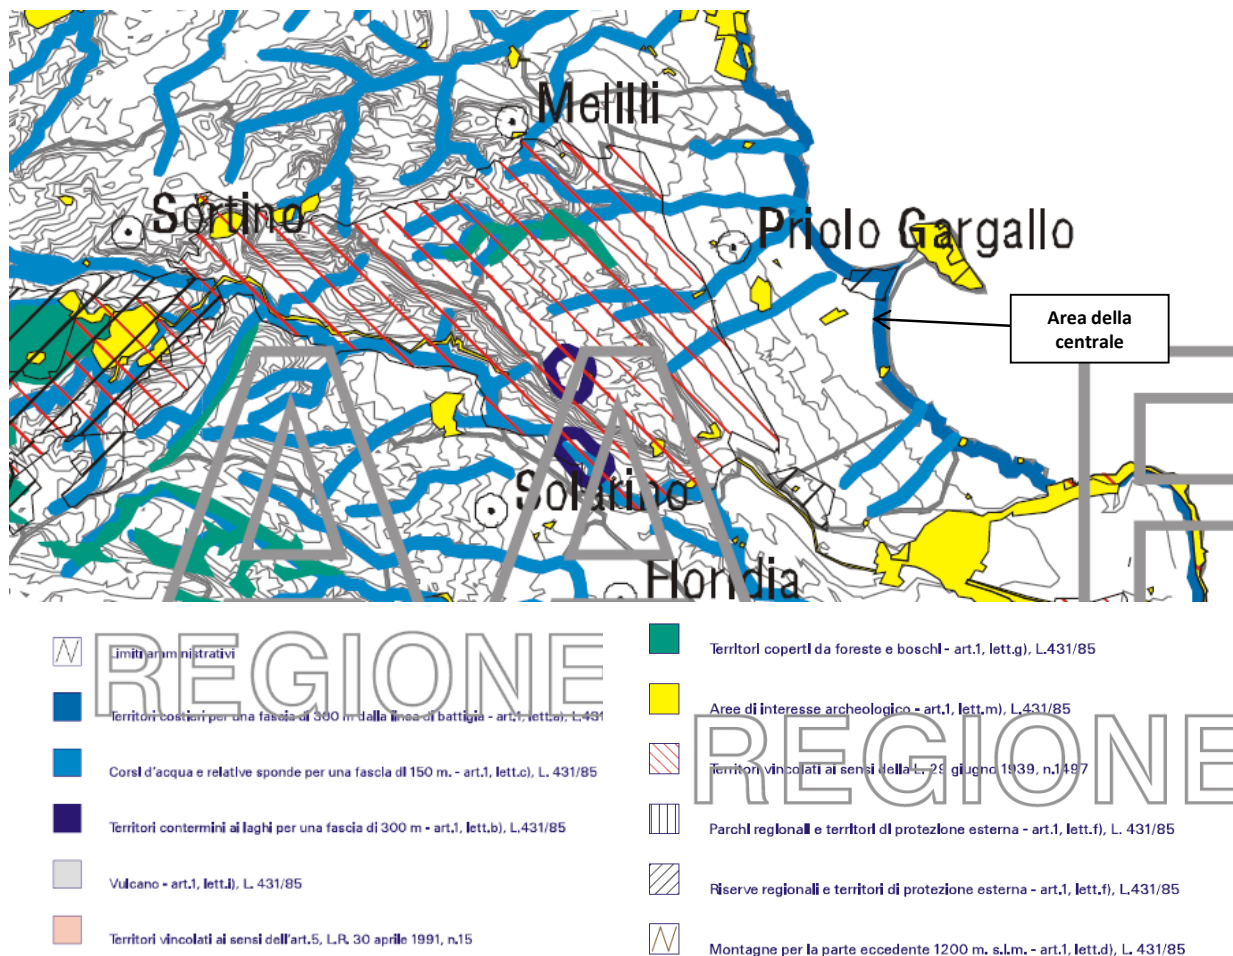 Melilli
Sortino
Priolo Gargallo
Area della
centrale
Solarino
Floridia
REGIONE
Limiti amministrativi
Territori costieri per una fascia di 300 m dalla linea di battigia - art.1, lett.a), L.431
Corsi d'acqua e relative sponde per una fascia di 150 m. - art.1, lett.c), L. 431/85
Territori contermini ai laghi per una fascia di 300 m - art.1, lett.b), L.431/85
Vulcano - art.1, lett.i), L. 431/85
Territori vincolati ai sensi dell'art.5, L.R. 30 aprile 1991, n.15
Territori coperti da foreste e boschi - art.1, lett.g), L.431/85
Aree di interesse archeologico - art.1, lett.m), L.431/85
REGIONE
Territori vincolati ai sensi della L. 29 giugno 1939, n.1497
Parchi regionali e territori di protezione esterna - art.1, lett.f), L. 431/85
Riserve regionali e territori di protezione esterna - art.1, lett.f), L.431/85
Montagne per la parte eccedente 1200 m. s.l.m. - art.1, lett.d), L. 431/85